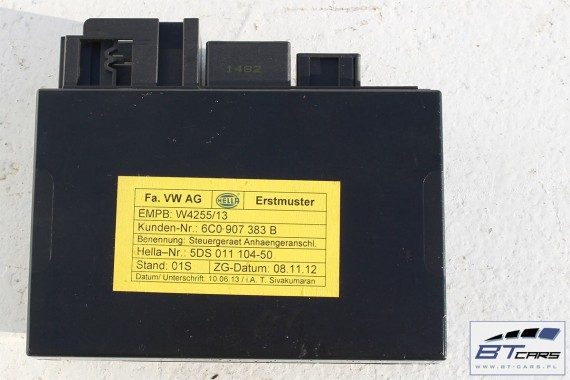 1482
Fa. VW AG HELLA Erstmuster
EMPB: W4255/13
Kunden-Nr.: 6C0 907 383 B
Benennung: Steuergeraet Anhaengeranschl.
Hella-Nr.: 5DS 011 104-50
Stand: 01S ZG-Datum: 08.11.12
Datum/ Unterschrift: 10.06.13 / i.A. T. Sivakumaran
BT CARS
WWW.BT-CARS.PL